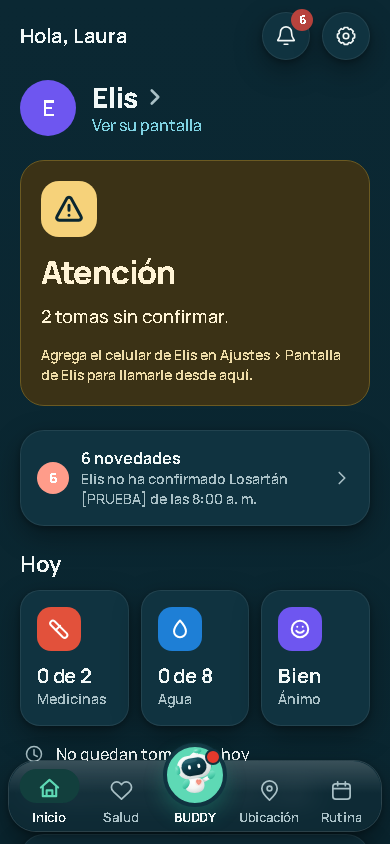 Hola, Laura
6
E
Elis
Ver su pantalla
Atención
2 tomas sin confirmar.
Agrega el celular de Elis en Ajustes > Pantalla
de Elis para llamarle desde aquí.
6 novedades
6
Elis no ha confirmado Losartán
[PRUEBA] de las 8:00 a. m.
Hoy
0 de 2
Medicinas
0 de 8
Agua
Bien
Ánimo
No quedan hoy
Inicio
Salud
BUDDY
Ubicación
Rutina